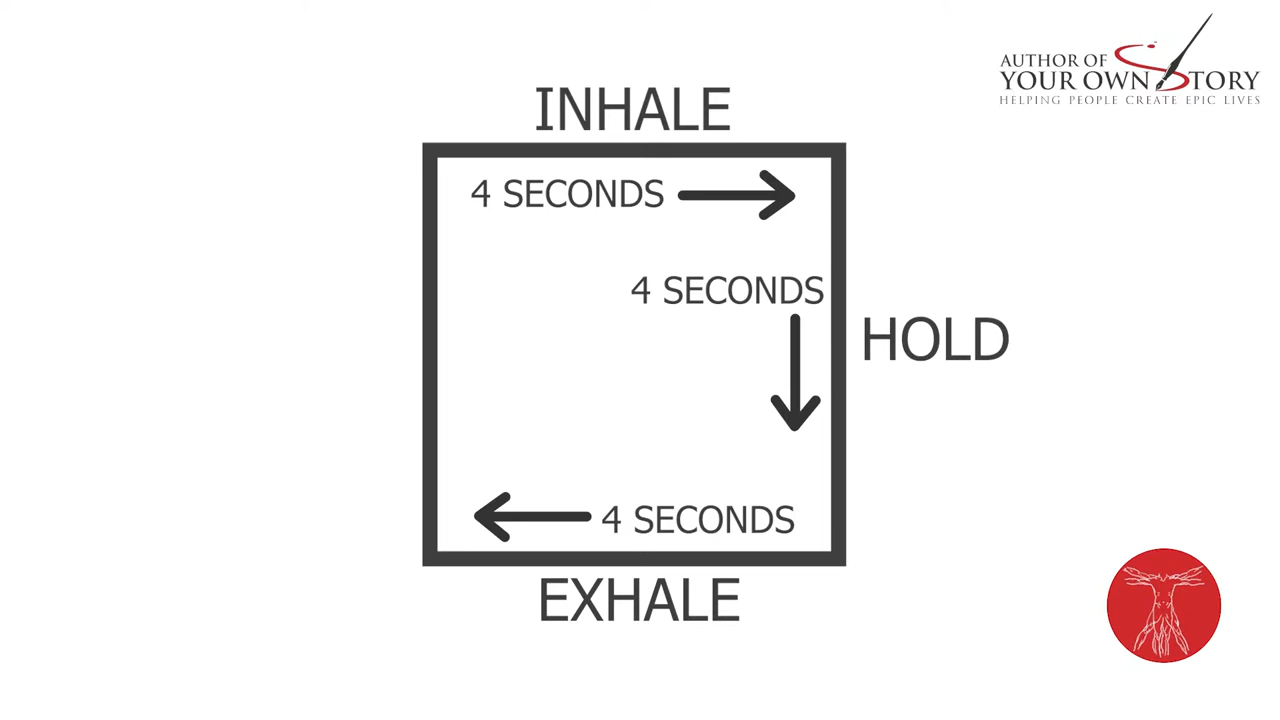 AUTHOR OF
YOUR OWN STORY
HELPING PEOPLE CREATE EPIC LIVES
INHALE
4 SECONDS
4 SECONDS
HOLD
4 SECONDS
EXHALE